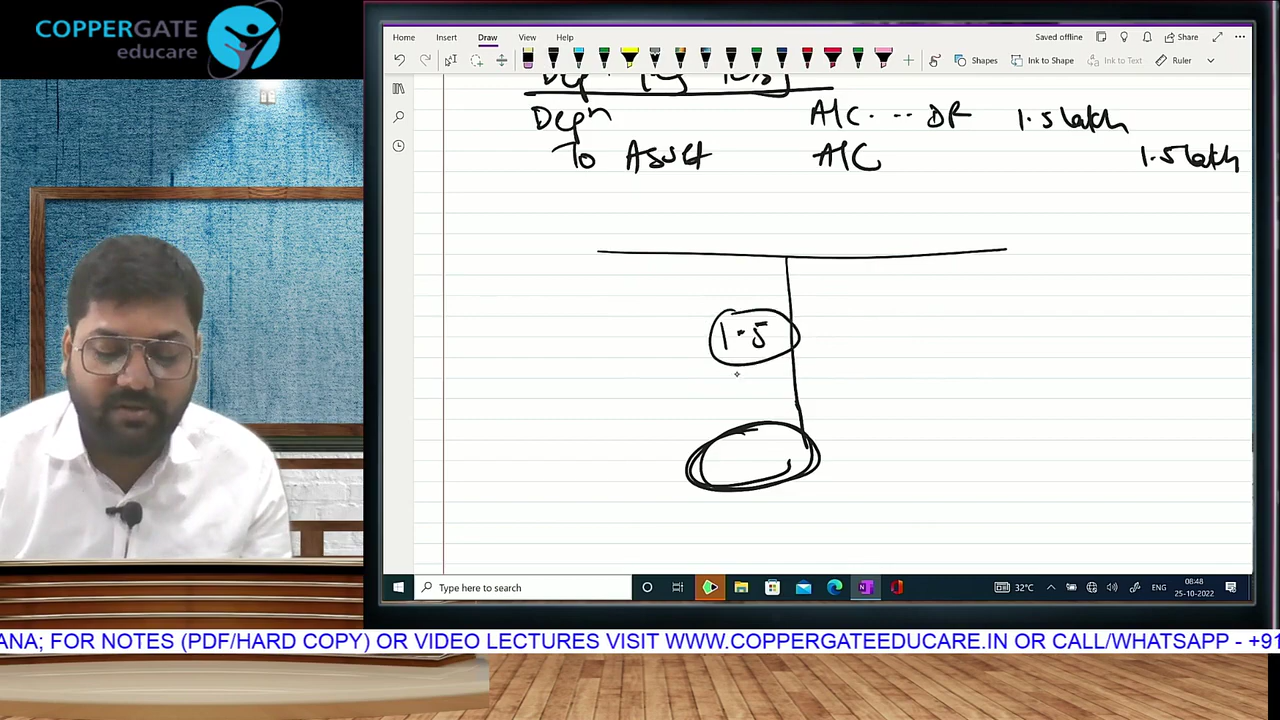 COPPERGATE
educare
Home Insert Draw View Help
Saved offline Share
Shapes Ink to Shape Ink to Text Ruler
Depn A/C ... DR 1.5 lakh
To Asset A/C 1.5 lakh
1.5
Type here to search
32°C ENG 08:48
25-10-2022
ANA; FOR NOTES (PDF/HARD COPY) OR VIDEO LECTURES VISIT WWW.COPPERGATEEDUCARE.IN OR CALL/WHATSAPP - +91